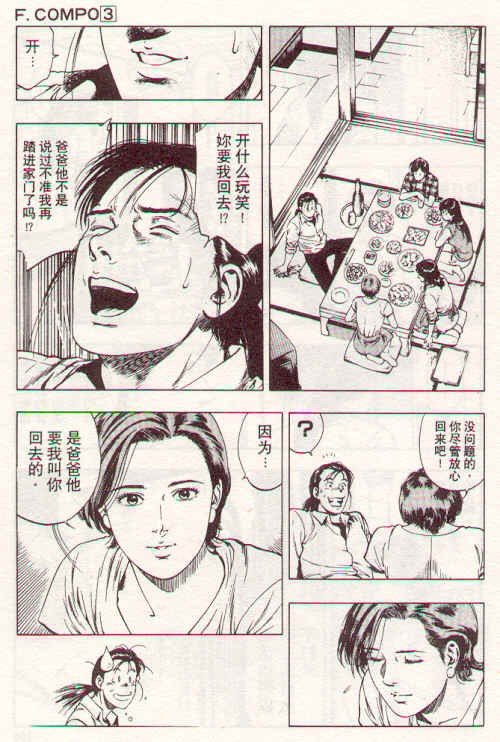 F. COMPO 3
开…
开什么玩笑！
妳要我回去!?
爸爸他不是
说过不准我再
踏进家门了吗!?
没问题的，
你尽管放心
回来吧！
？
因为…
是爸爸他
要我叫你
回去的．